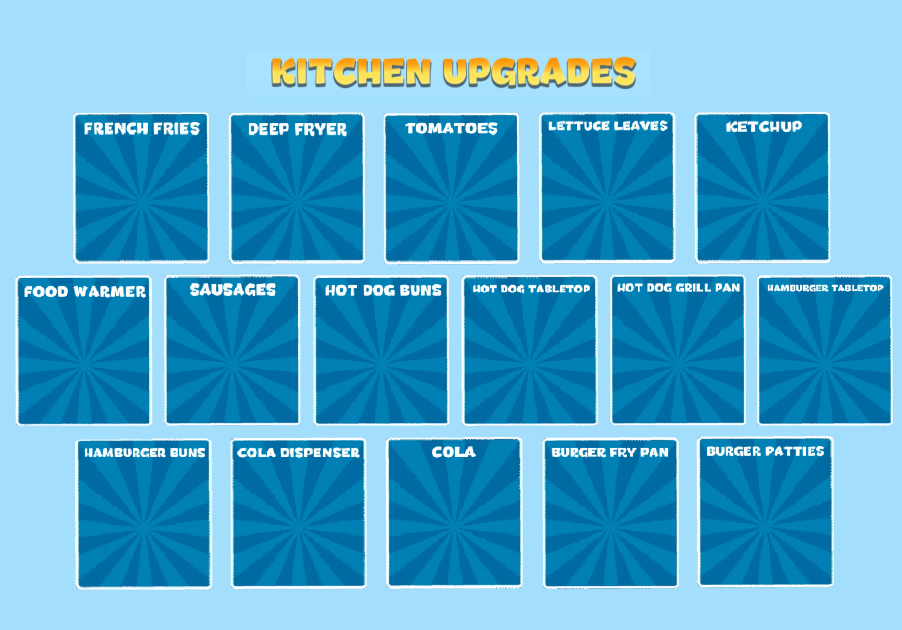 KITCHEN UPGRADES
FRENCH FRIES
DEEP FRYER
TOMATOES
LETTUCE LEAVES
KETCHUP
FOOD WARMER
SAUSAGES
HOT DOG BUNS
HOT DOG TABLETOP
HOT DOG GRILL PAN
HAMBURGER TABLETOP
HAMBURGER BUNS
COLA DISPENSER
COLA
BURGER FRY PAN
BURGER PATTIES